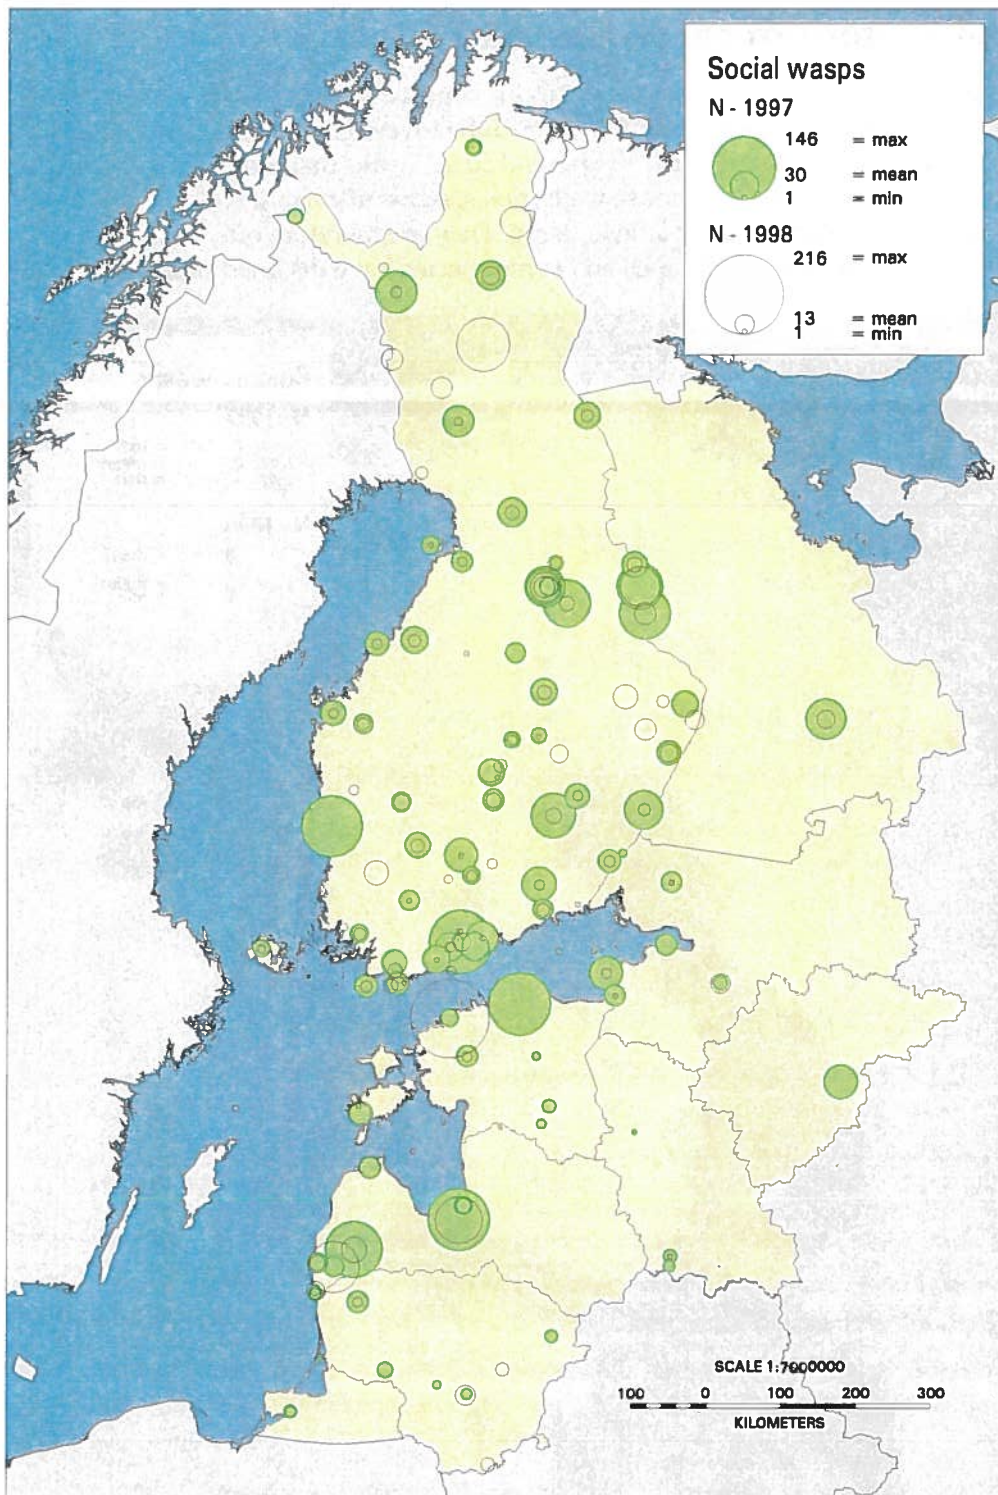 Social wasps
N - 1997
146 = max
30 = mean
1 = min
N - 1998
216 = max
13 = mean
1 = min
SCALE 1:7000000
100 0 100 200 300
KILOMETERS